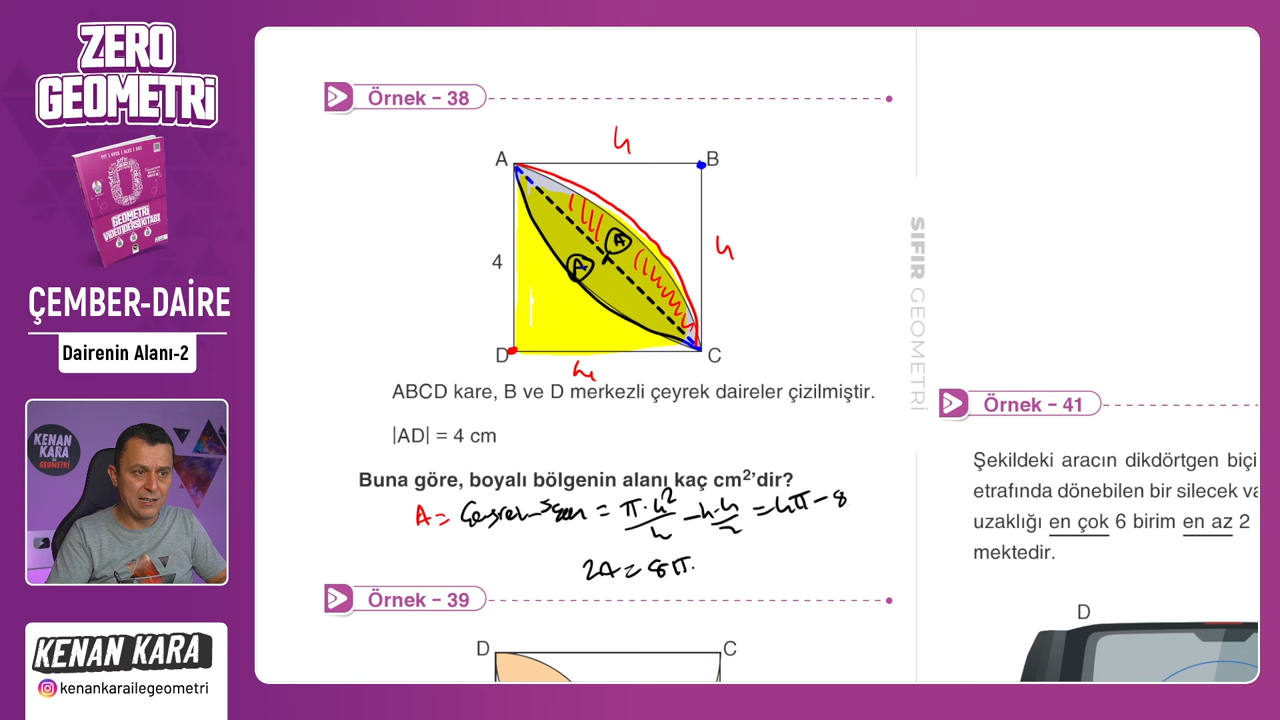 ZERO
GEOMETRİ
GEOMETRİ
VİDEO DERS KİTABI
ÇEMBER-DAİRE
Dairenin Alanı-2
KENAN
KARA
GEOMETRİ
KENAN KARA
kenankarailegeometri
Örnek - 38
4
A
B
4
A
4
A
D
C
4
ABCD kare, B ve D merkezli çeyrek daireler çizilmiştir.
|AD| = 4 cm
Buna göre, boyalı bölgenin alanı kaç cm²'dir?
A = Çeyrek - üçgen = π.4²/4 - 4.4/2 = 4π - 8
2A = 8π.
Örnek - 39
D
C
SIFIR GEOMETRİ
Örnek - 41
Şekildeki aracın dikdörtgen biçi
etrafında dönebilen bir silecek va
uzaklığı en çok 6 birim en az 2
mektedir.
D